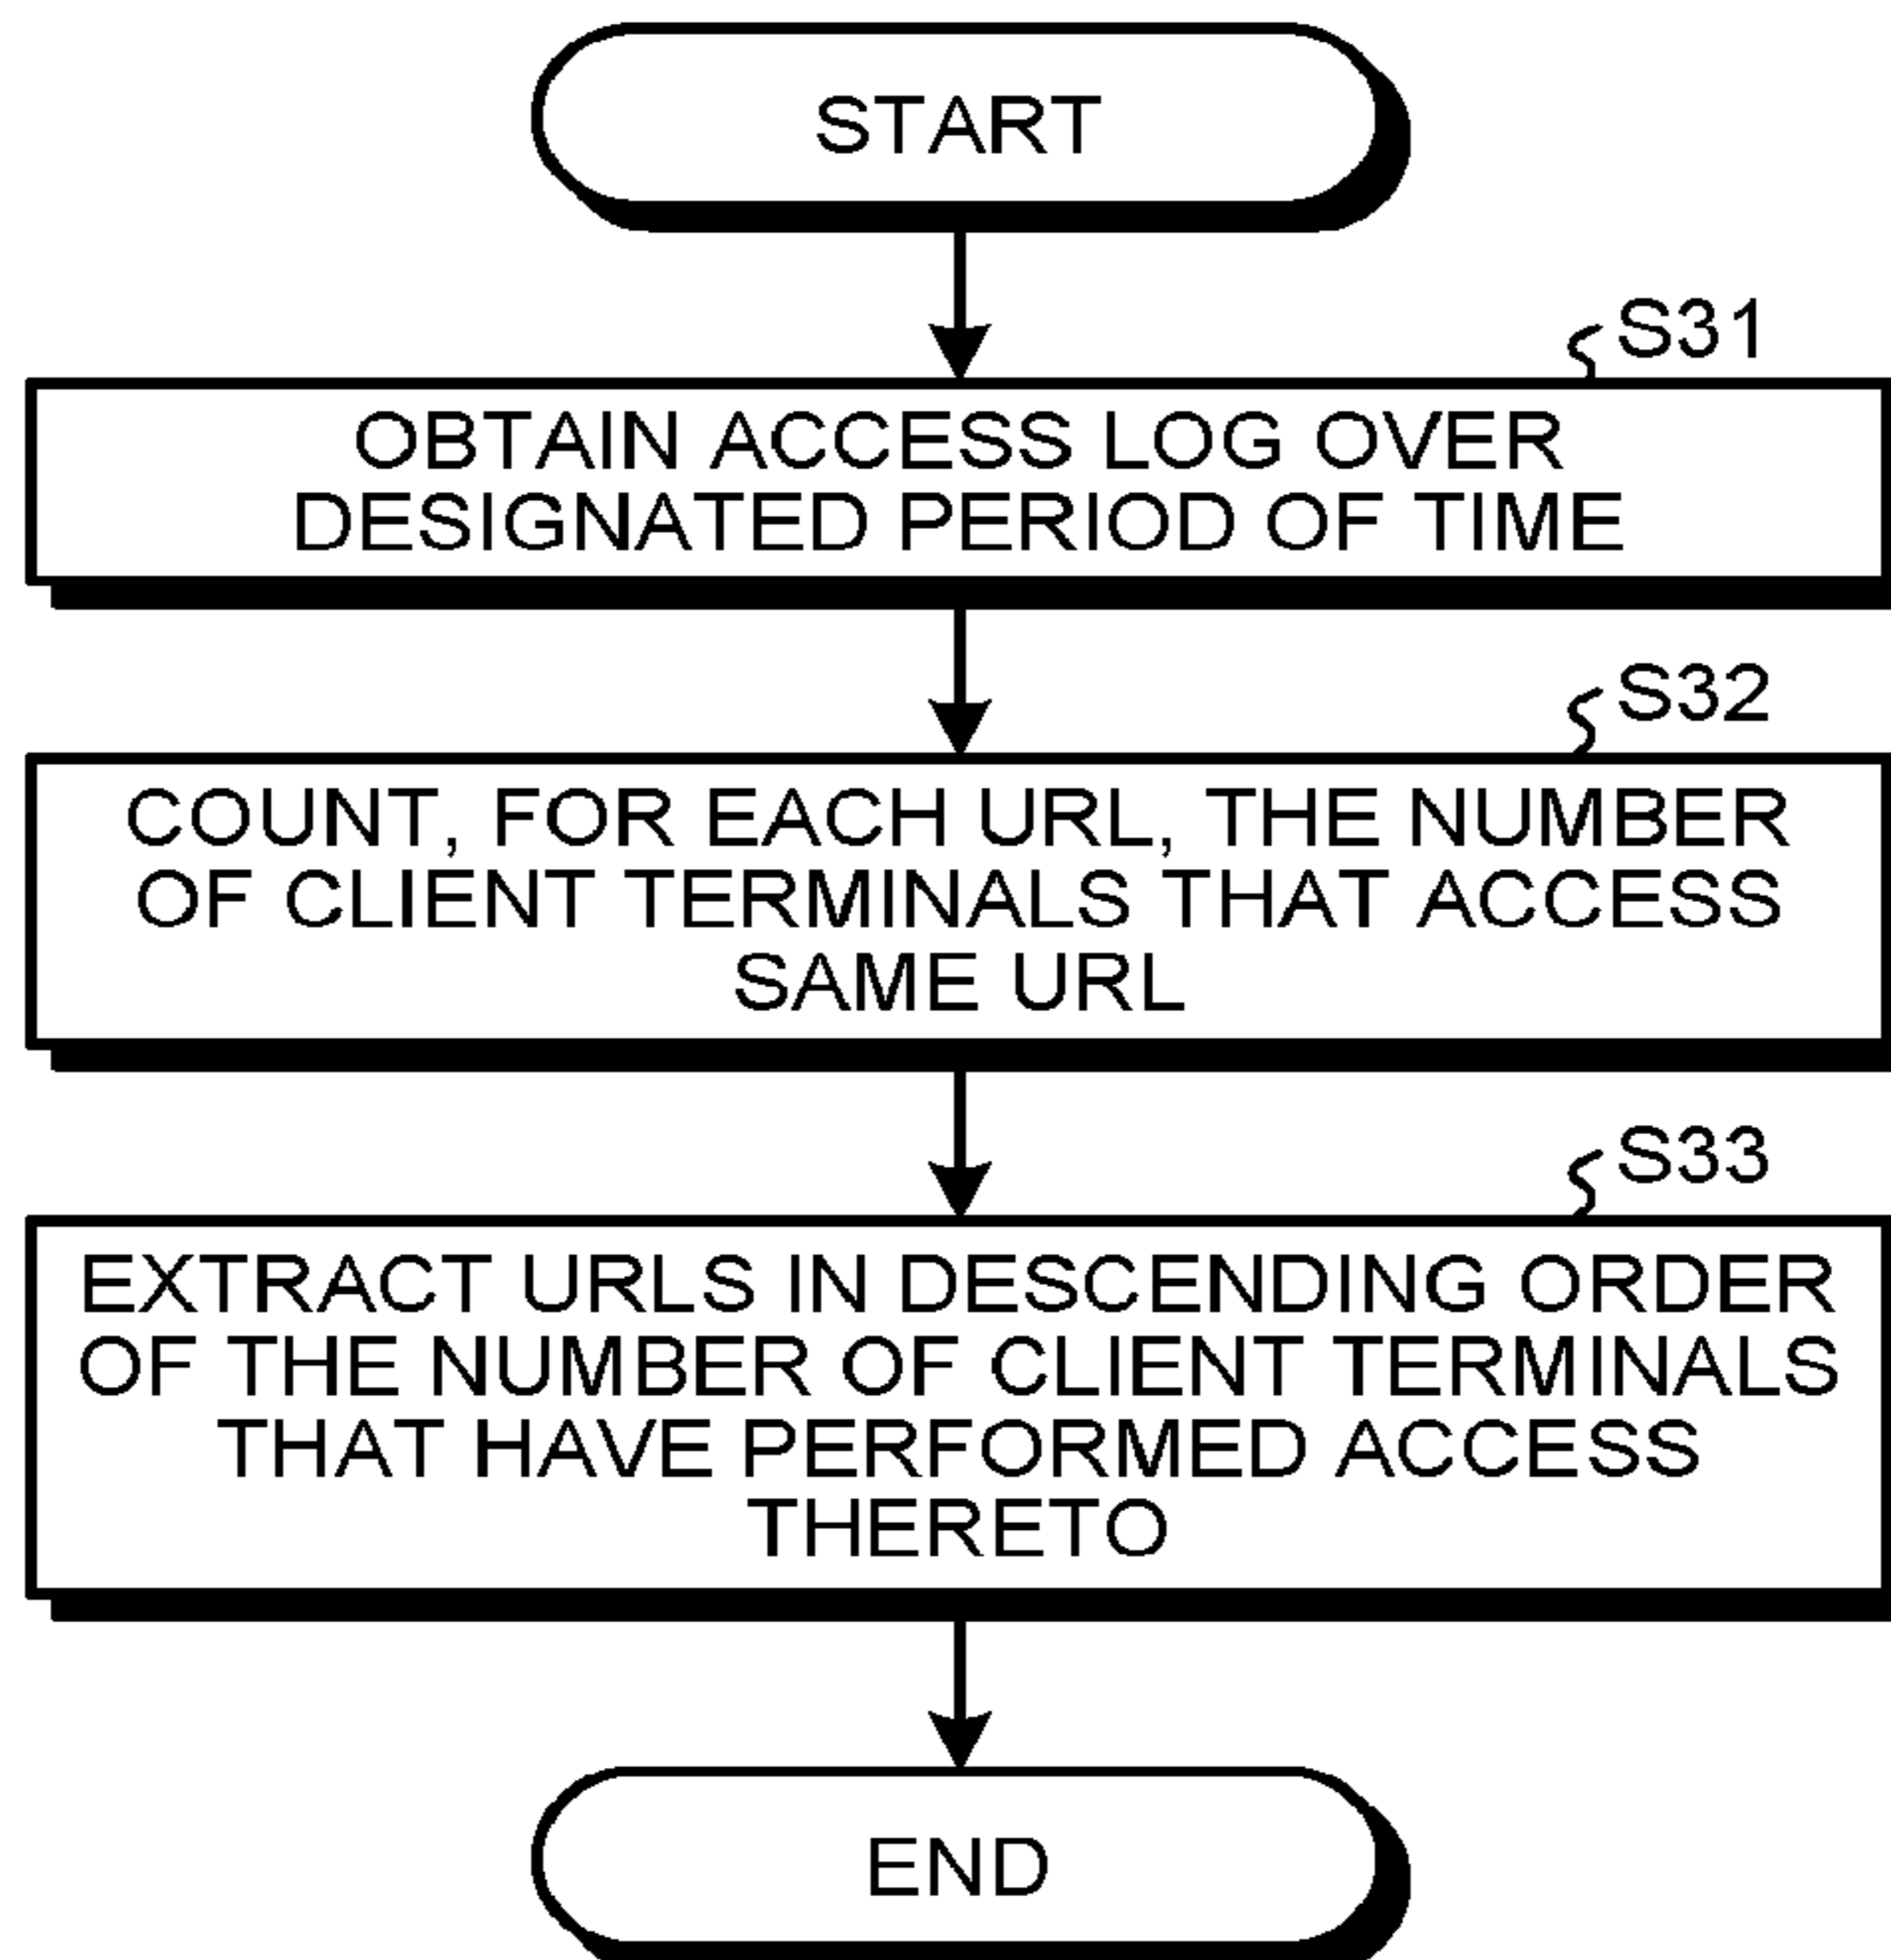 START
S31
OBTAIN ACCESS LOG OVER
DESIGNATED PERIOD OF TIME
S32
COUNT, FOR EACH URL, THE NUMBER
OF CLIENT TERMINALS THAT ACCESS
SAME URL
S33
EXTRACT URLS IN DESCENDING ORDER
OF THE NUMBER OF CLIENT TERMINALS
THAT HAVE PERFORMED ACCESS
THERETO
END